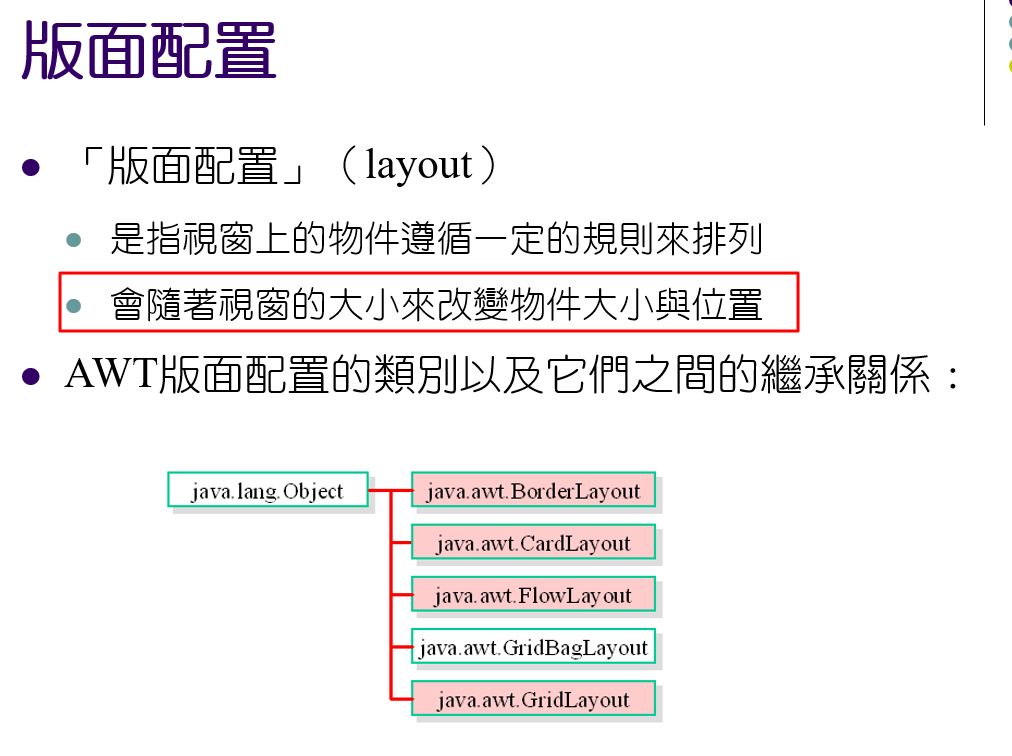 版面配置
「版面配置」（layout）
是指視窗上的物件遵循一定的規則來排列
會隨著視窗的大小來改變物件大小與位置
AWT版面配置的類別以及它們之間的繼承關係：
java.lang.Object
java.awt.BorderLayout
java.awt.CardLayout
java.awt.FlowLayout
java.awt.GridBagLayout
java.awt.GridLayout